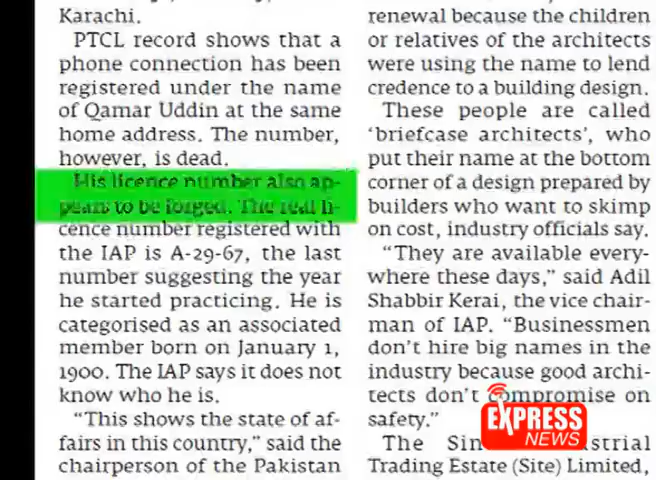 Karachi.
PTCL record shows that a
phone connection has been
registered under the name
of Qamar Uddin at the same
home address. The number,
however, is dead.
His licence number also ap-
pears to be forged. The real li-
cence number registered with
the IAP is A-29-67, the last
number suggesting the year
he started practicing. He is
categorised as an associated
member born on January 1,
1900. The IAP says it does not
know who he is.
"This shows the state of af-
fairs in this country," said the
chairperson of the Pakistan
renewal because the children
or relatives of the architects
were using the name to lend
credence to a building design.
These people are called
'briefcase architects', who
put their name at the bottom
corner of a design prepared by
builders who want to skimp
on cost, industry officials say.
"They are available every-
where these days," said Adil
Shabbir Kerai, the vice chair-
man of IAP. "Businessmen
don't hire big names in the
industry because good archi-
tects don't compromise on
safety."
The Sin strial
Trading Estate (Site) Limited,
EXPRESS
NEWS